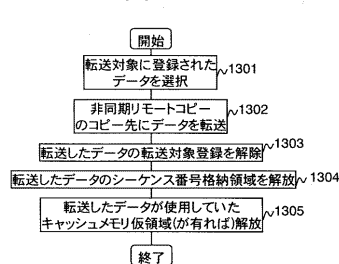 開始
転送対象に登録された
データを選択
1301
非同期リモートコピー
のコピー先にデータを転送
1302
転送したデータの転送対象登録を解除
1303
転送したデータのシーケンス番号格納領域を解放
1304
転送したデータが使用していた
キャッシュメモリ仮領域(が有れば)解放
1305
終了